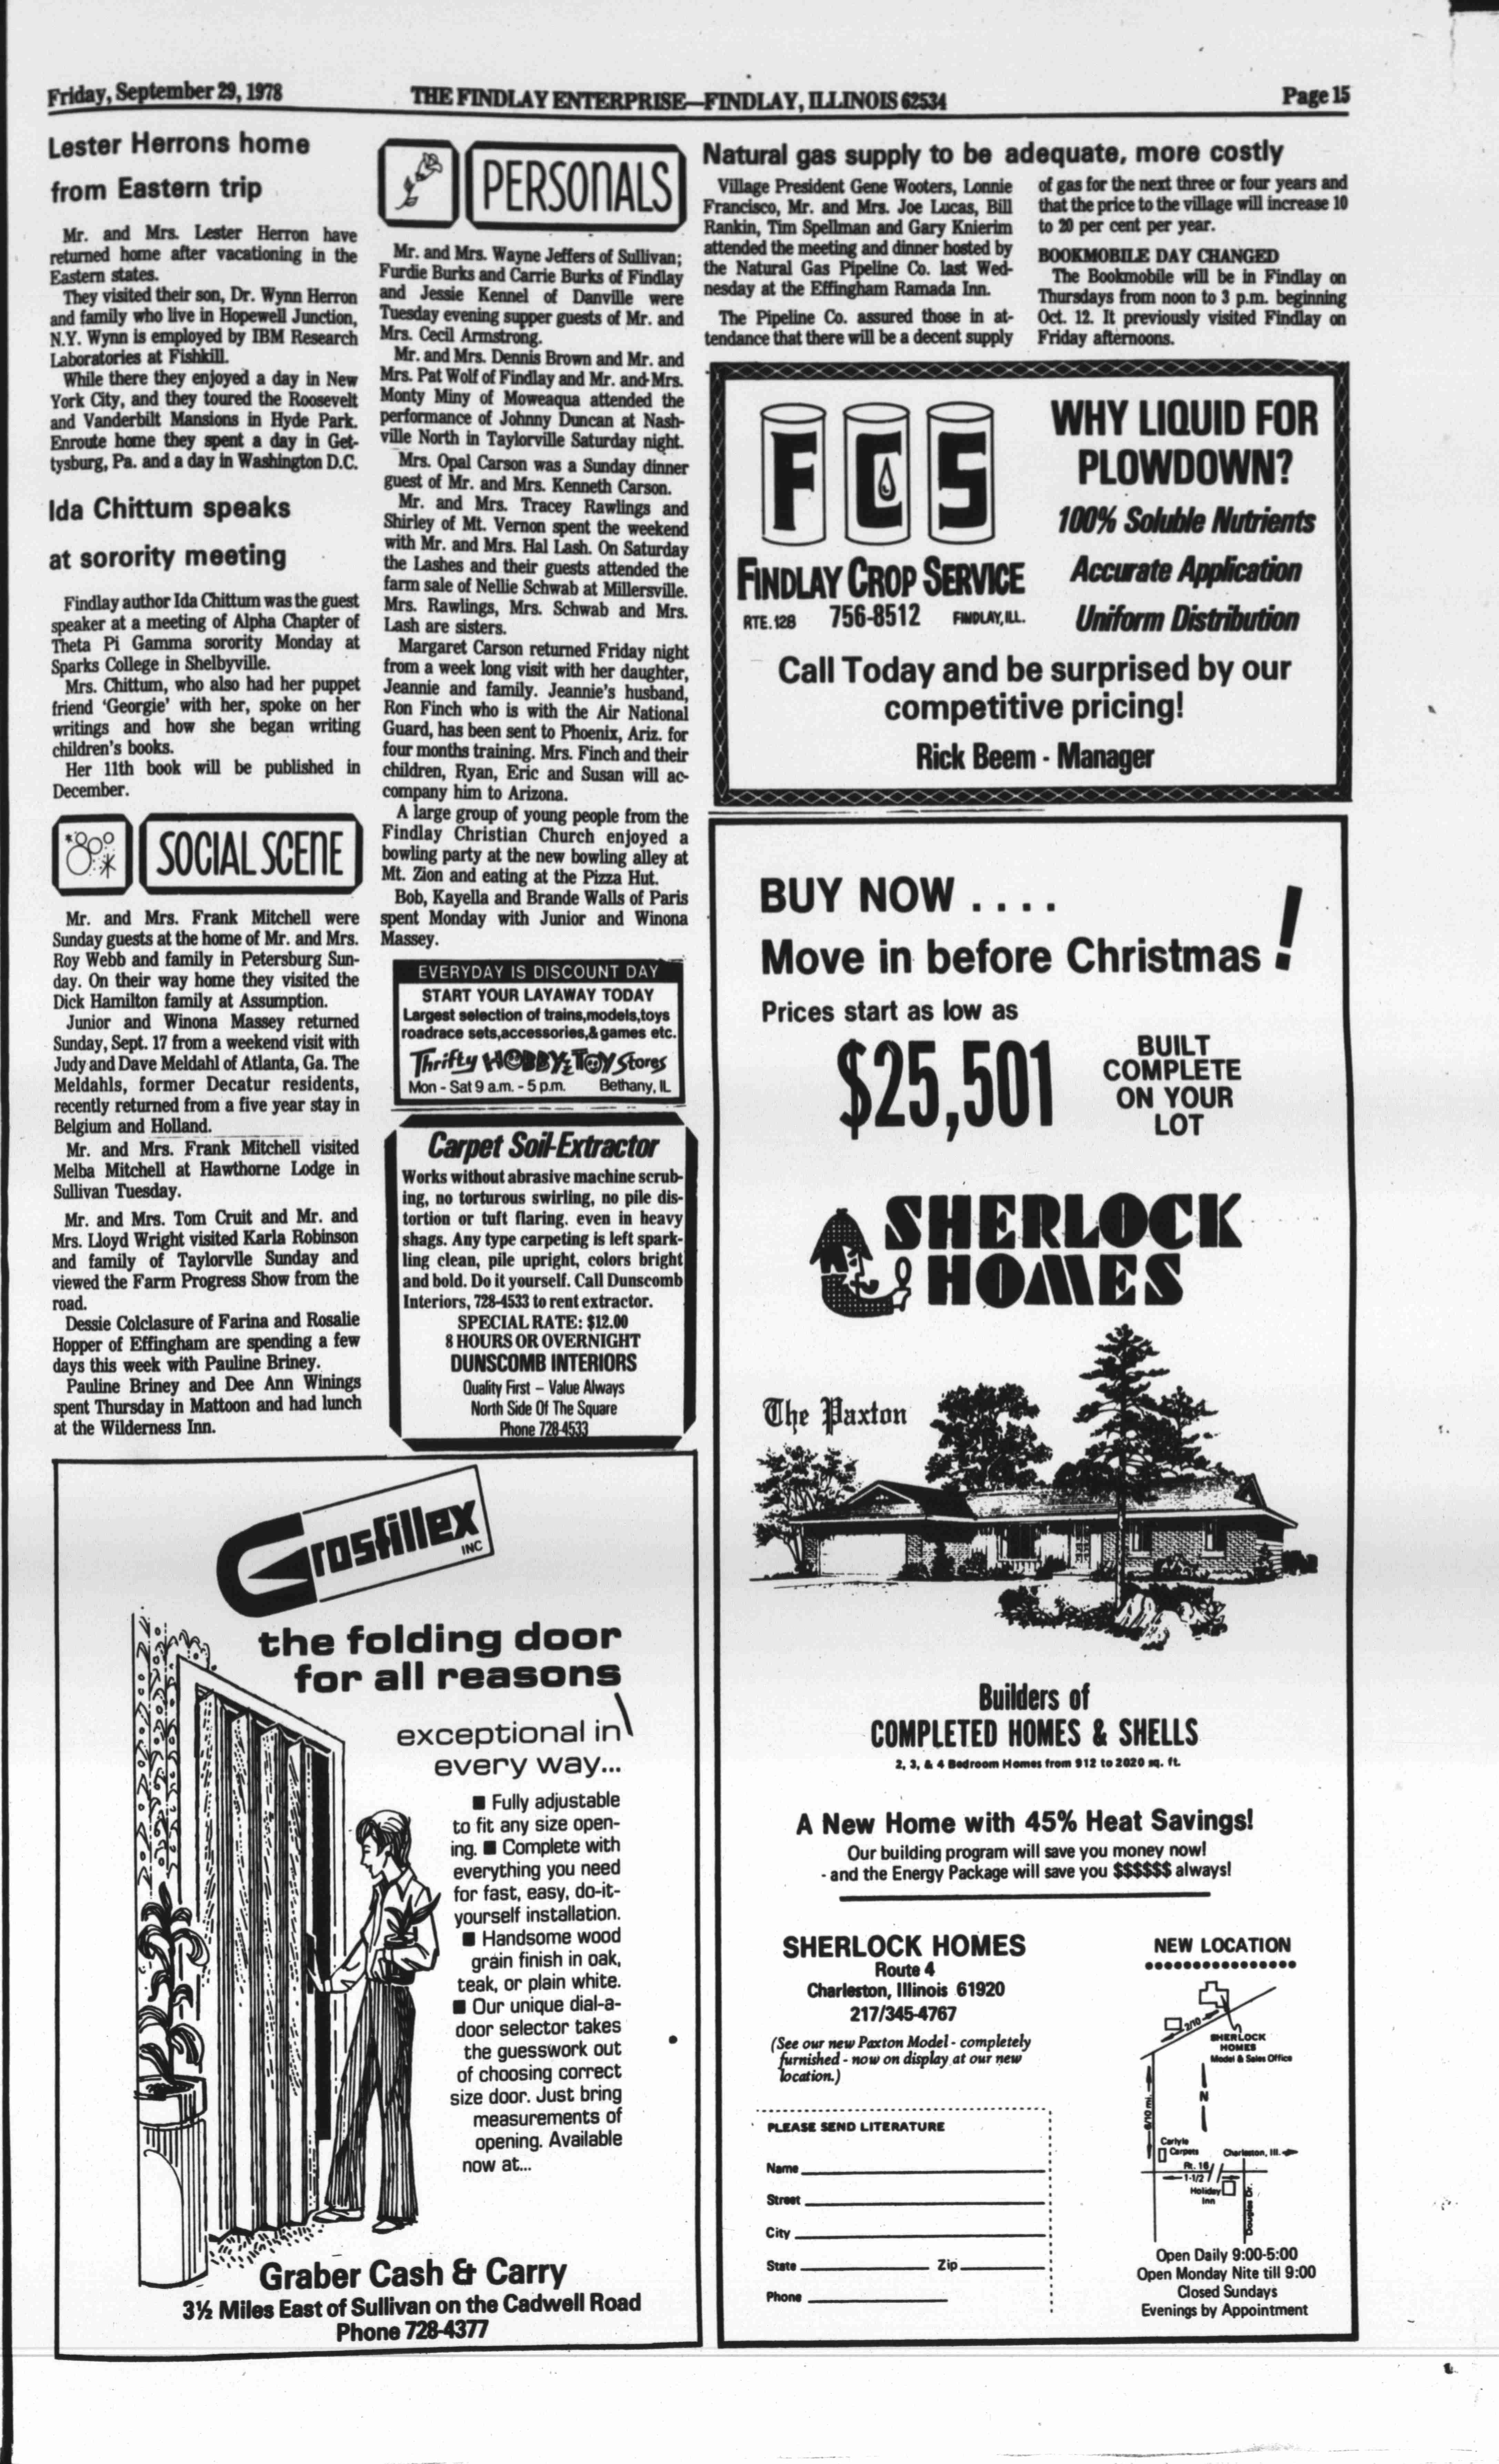 Friday, September 29, 1978
THE FINDLAY ENTERPRISE—FINDLAY, ILLINOIS 62534
Page 15
Lester Herrons home
from Eastern trip
Mr. and Mrs. Lester Herron have
returned home after vacationing in the
Eastern states.
They visited their son, Dr. Wynn Herron
and family who live in Hopewell Junction,
N.Y. Wynn is employed by IBM Research
Laboratories at Fishkill.
While there they enjoyed a day in New
York City, and they toured the Roosevelt
and Vanderbilt Mansions in Hyde Park.
Enroute home they spent a day in Get-
tysburg, Pa. and a day in Washington D.C.
Ida Chittum speaks
at sorority meeting
Findlay author Ida Chittum was the guest
speaker at a meeting of Alpha Chapter of
Theta Pi Gamma sorority Monday at
Sparks College in Shelbyville.
Mrs. Chittum, who also had her puppet
friend 'Georgie' with her, spoke on her
writings and how she began writing
children's books.
Her 11th book will be published in
December.
SOCIAL SCENE
Mr. and Mrs. Frank Mitchell were
Sunday guests at the home of Mr. and Mrs.
Roy Webb and family in Petersburg Sun-
day. On their way home they visited the
Dick Hamilton family at Assumption.
Junior and Winona Massey returned
Sunday, Sept. 17 from a weekend visit with
Judy and Dave Meldahl of Atlanta, Ga. The
Meldahls, former Decatur residents,
recently returned from a five year stay in
Belgium and Holland.
Mr. and Mrs. Frank Mitchell visited
Melba Mitchell at Hawthorne Lodge in
Sullivan Tuesday.
Mr. and Mrs. Tom Cruit and Mr. and
Mrs. Lloyd Wright visited Karla Robinson
and family of Taylorvlle Sunday and
viewed the Farm Progress Show from the
road.
Dessie Colclasure of Farina and Rosalie
Hopper of Effingham are spending a few
days this week with Pauline Briney.
Pauline Briney and Dee Ann Winings
spent Thursday in Mattoon and had lunch
at the Wilderness Inn.
PERSONALS
Mr. and Mrs. Wayne Jeffers of Sullivan;
Furdie Burks and Carrie Burks of Findlay
and Jessie Kennel of Danville were
Tuesday evening supper guests of Mr. and
Mrs. Cecil Armstrong.
Mr. and Mrs. Dennis Brown and Mr. and
Mrs. Pat Wolf of Findlay and Mr. and Mrs.
Monty Miny of Moweaqua attended the
performance of Johnny Duncan at Nash-
ville North in Taylorville Saturday night.
Mrs. Opal Carson was a Sunday dinner
guest of Mr. and Mrs. Kenneth Carson.
Mr. and Mrs. Tracey Rawlings and
Shirley of Mt. Vernon spent the weekend
with Mr. and Mrs. Hal Lash. On Saturday
the Lashes and their guests attended the
farm sale of Nellie Schwab at Millersville.
Mrs. Rawlings, Mrs. Schwab and Mrs.
Lash are sisters.
Margaret Carson returned Friday night
from a week long visit with her daughter,
Jeannie and family. Jeannie's husband,
Ron Finch who is with the Air National
Guard, has been sent to Phoenix, Ariz. for
four months training. Mrs. Finch and their
children, Ryan, Eric and Susan will ac-
company him to Arizona.
A large group of young people from the
Findlay Christian Church enjoyed a
bowling party at the new bowling alley at
Mt. Zion and eating at the Pizza Hut.
Bob, Kayella and Brande Walls of Paris
spent Monday with Junior and Winona
Massey.
EVERYDAY IS DISCOUNT DAY
START YOUR LAYAWAY TODAY
Largest selection of trains,models,toys
roadrace sets,accessories,& games etc.
Thrifty HOBBY & TOY Stores
Mon - Sat 9 a.m. - 5 p.m. Bethany, IL
Carpet Soil-Extractor
Works without abrasive machine scrub-
ing, no torturous swirling, no pile dis-
tortion or tuft flaring. even in heavy
shags. Any type carpeting is left spark-
ling clean, pile upright, colors bright
and bold. Do it yourself. Call Dunscomb
Interiors, 728-4533 to rent extractor.
SPECIAL RATE: $12.00
8 HOURS OR OVERNIGHT
DUNSCOMB INTERIORS
Quality First – Value Always
North Side Of The Square
Phone 728-4533
Natural gas supply to be adequate, more costly
Village President Gene Wooters, Lonnie
Francisco, Mr. and Mrs. Joe Lucas, Bill
Rankin, Tim Spellman and Gary Knierim
attended the meeting and dinner hosted by
the Natural Gas Pipeline Co. last Wed-
nesday at the Effingham Ramada Inn.
The Pipeline Co. assured those in at-
tendance that there will be a decent supply
of gas for the next three or four years and
that the price to the village will increase 10
to 20 per cent per year.
BOOKMOBILE DAY CHANGED
The Bookmobile will be in Findlay on
Thursdays from noon to 3 p.m. beginning
Oct. 12. It previously visited Findlay on
Friday afternoons.
FCS
FINDLAY CROP SERVICE
RTE. 128 756-8512 FINDLAY, ILL.
WHY LIQUID FOR
PLOWDOWN?
100% Soluble Nutrients
Accurate Application
Uniform Distribution
Call Today and be surprised by our
competitive pricing!
Rick Beem - Manager
BUY NOW . . . .
Move in before Christmas !
Prices start as low as
$25,501
BUILT
COMPLETE
ON YOUR
LOT
SHERLOCK
HOMES
The Paxton
Builders of
COMPLETED HOMES & SHELLS
2, 3, & 4 Bedroom Homes from 912 to 2020 sq. ft.
A New Home with 45% Heat Savings!
Our building program will save you money now!
- and the Energy Package will save you $$$$$$ always!
SHERLOCK HOMES
Route 4
Charleston, Illinois 61920
217/345-4767
(See our new Paxton Model - completely
furnished - now on display at our new
location.)
PLEASE SEND LITERATURE
Name
Street
City
State Zip
Phone
NEW LOCATION
2/10
SHERLOCK
HOMES
Model & Sales Office
N
6/10 mi.
Carlyle
Carpets
Charleston, Ill.
Rt. 16
1-1/2
Holiday
Inn
Douglas Dr.
Open Daily 9:00-5:00
Open Monday Nite till 9:00
Closed Sundays
Evenings by Appointment
Grosfillex
INC
the folding door
for all reasons
exceptional in
every way...
■ Fully adjustable
to fit any size open-
ing. ■ Complete with
everything you need
for fast, easy, do-it-
yourself installation.
■ Handsome wood
grain finish in oak,
teak, or plain white.
■ Our unique dial-a-
door selector takes
the guesswork out
of choosing correct
size door. Just bring
measurements of
opening. Available
now at...
Graber Cash & Carry
3½ Miles East of Sullivan on the Cadwell Road
Phone 728-4377